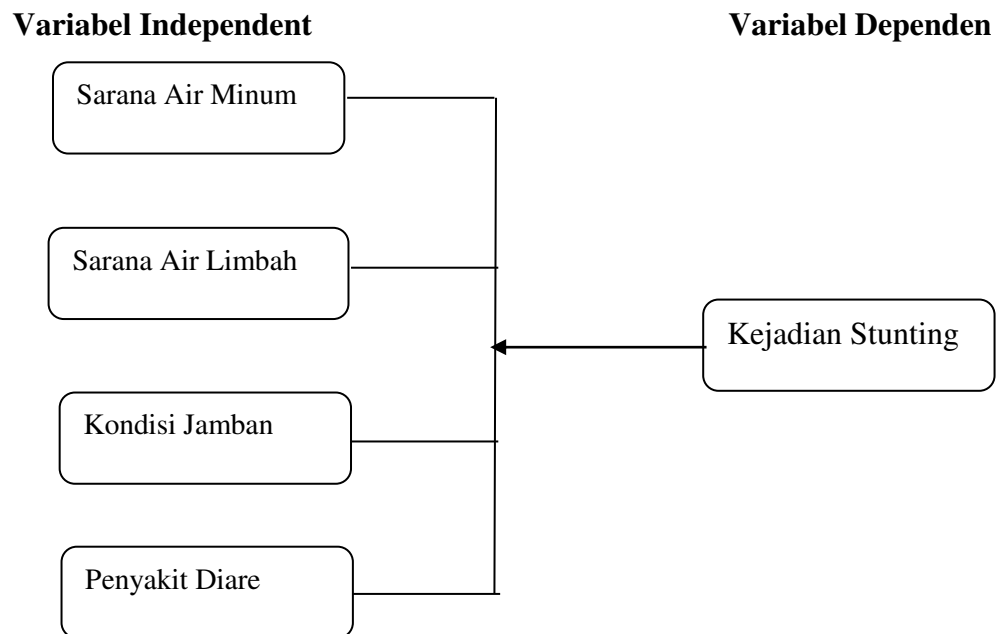 Variabel Independent
Variabel Dependen
Sarana Air Minum
Sarana Air Limbah
Kejadian Stunting
Kondisi Jamban
Penyakit Diare